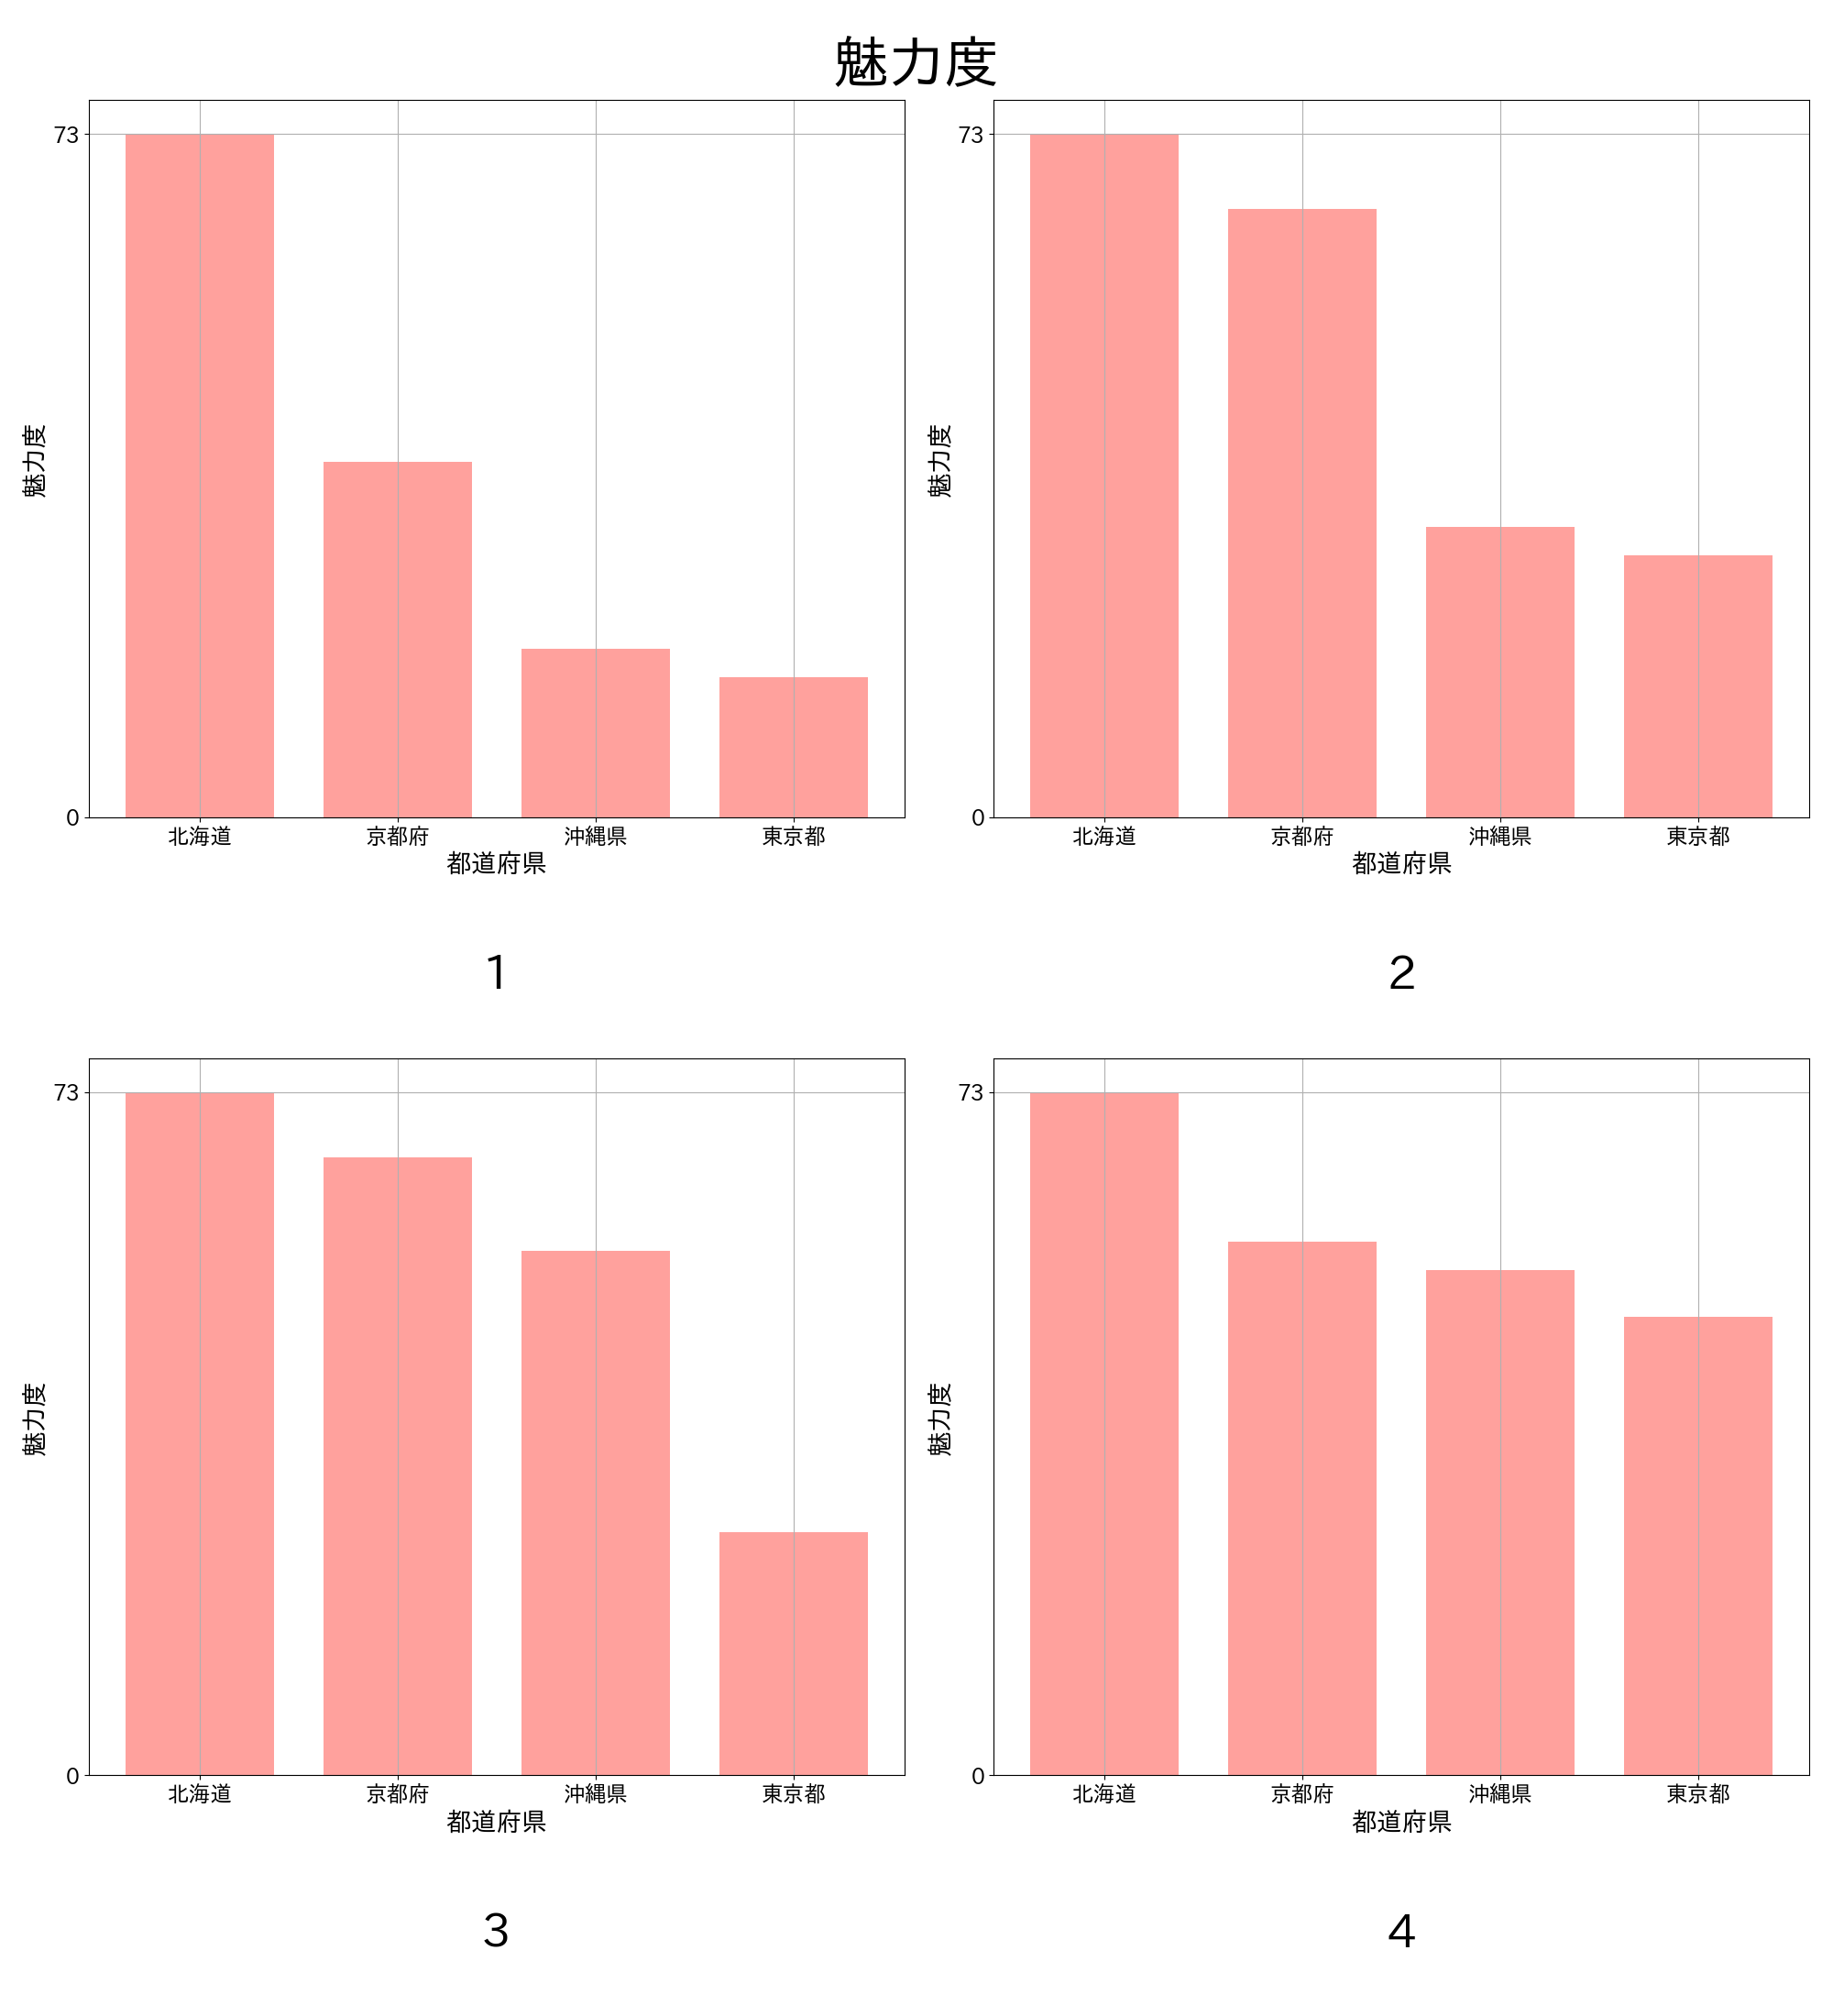 魅力度
73
0
魅力度
北海道 京都府 沖縄県 東京都
都道府県
1
73
0
魅力度
北海道 京都府 沖縄県 東京都
都道府県
2
73
0
魅力度
北海道 京都府 沖縄県 東京都
都道府県
3
73
0
魅力度
北海道 京都府 沖縄県 東京都
都道府県
4